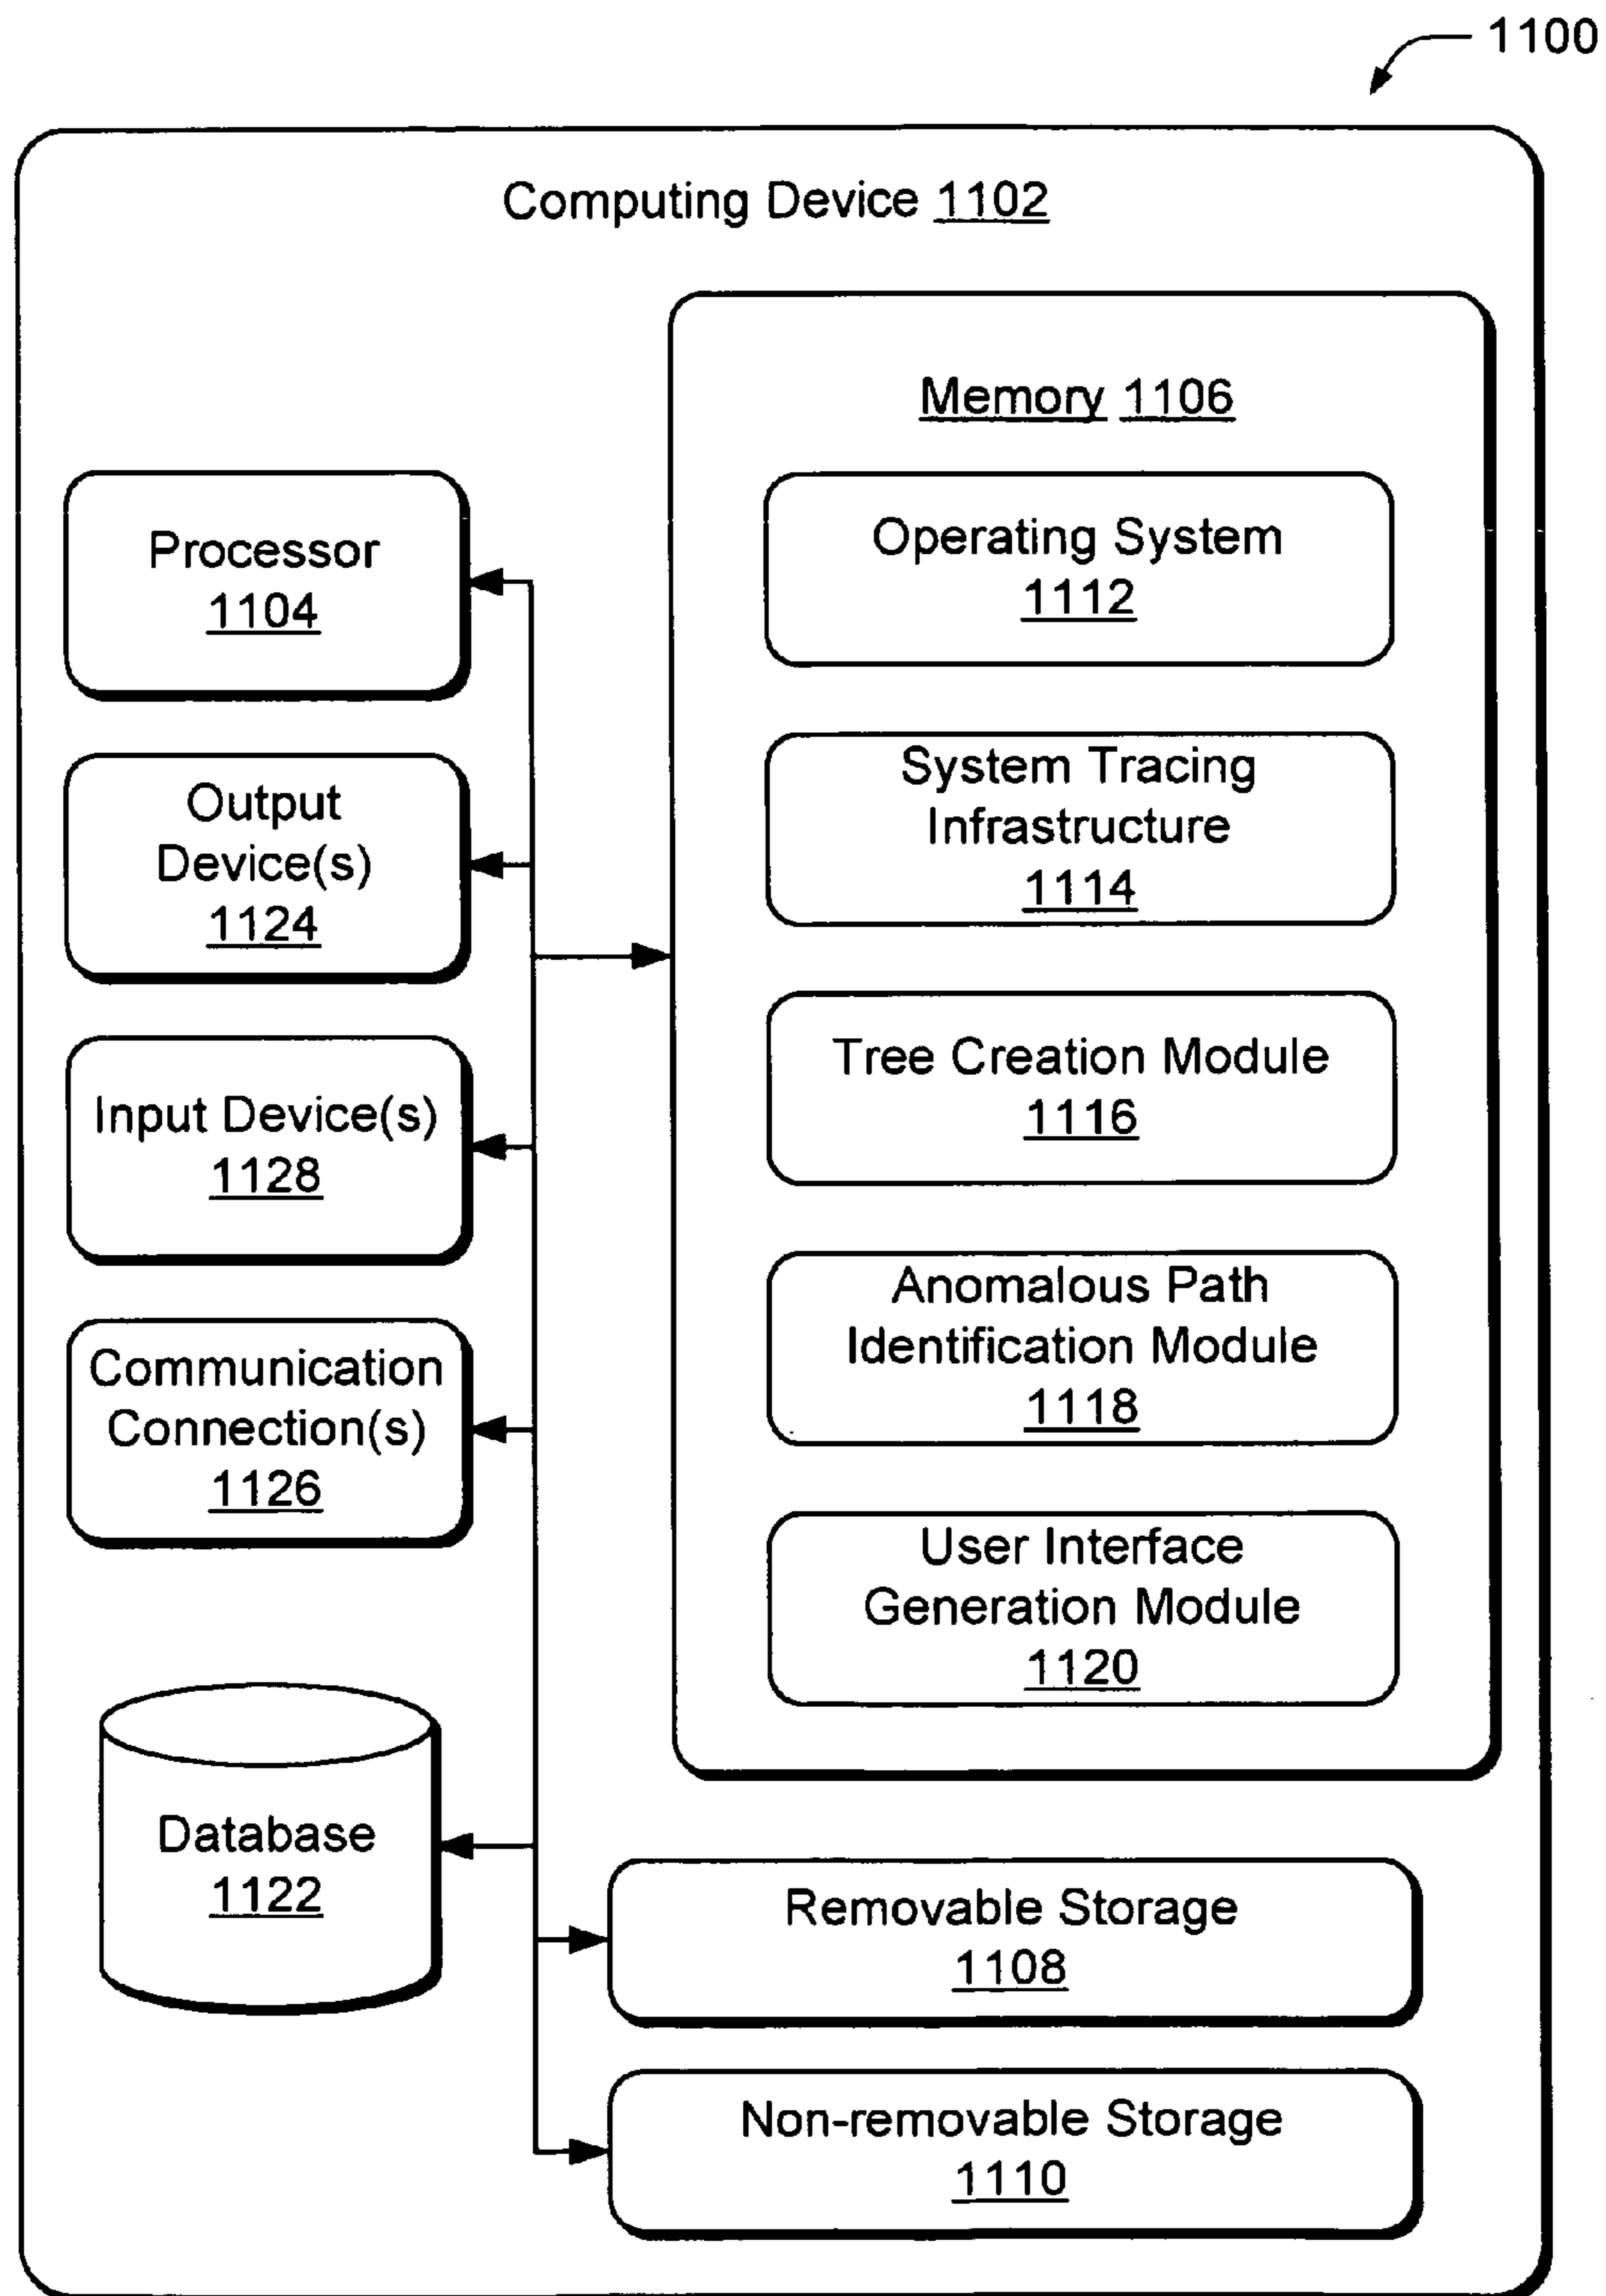 1100
Computing Device 1102
Memory 1106
Operating System
1112
System Tracing
Infrastructure
1114
Tree Creation Module
1116
Anomalous Path
Identification Module
1118
User Interface
Generation Module
1120
Processor
1104
Output
Device(s)
1124
Input Device(s)
1128
Communication
Connection(s)
1126
Database
1122
Removable Storage
1108
Non-removable Storage
1110